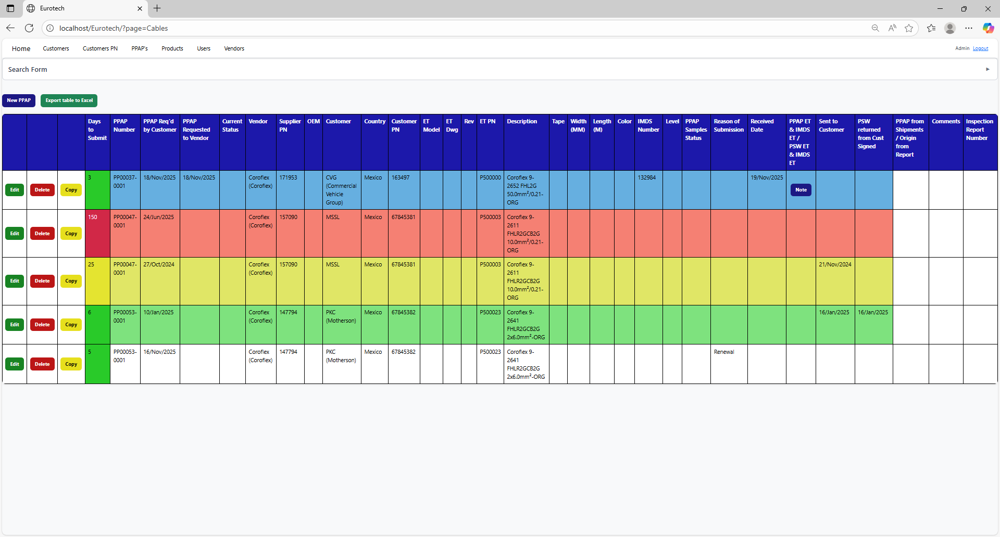 Eurotech
localhost/Eurotech/?page=Cables
Home Customers Customers PN PPAP's Products Users Vendors Admin Logout
Search Form
New PPAP Export table to Excel
Days to Submit
PPAP Number
PPAP Req'd by Customer
PPAP Requested to Vendor
Current Status
Vendor
Supplier PN
OEM
Customer
Country
Customer PN
ET Model
ET Dwg
Rev
ET PN
Description
Tape
Width (MM)
Length (M)
Color
IMDS Number
Level
PPAP Samples Status
Reason of Submission
Received Date
PPAP ET & IMDS ET / PSW ET & IMDS ET
Sent to Customer
PSW returned from Cust Signed
PPAP from Shipments / Origin from Report
Comments
Inspection Report Number
Edit Delete Copy 3 PP00037-0001 18/Nov/2025 18/Nov/2025 Coroflex (Coroflex) 171953 CVG (Commercial Vehicle Group) Mexico 163497 P500000 Coroflex 9-2652 FHL2G 50.0mm²/0.21-ORG 132984 19/Nov/2025 Note
Edit Delete Copy 150 PP00047-0001 24/Jun/2025 Coroflex (Coroflex) 157090 MSSL Mexico 67845381 P500003 Coroflex 9-2611 FHLR2GCB2G 10.0mm²/0.21-ORG
Edit Delete Copy 25 PP00047-0001 27/Oct/2024 Coroflex (Coroflex) 157090 MSSL Mexico 67845381 P500003 Coroflex 9-2611 FHLR2GCB2G 10.0mm²/0.21-ORG 21/Nov/2024
Edit Delete Copy 6 PP00053-0001 10/Jan/2025 Coroflex (Coroflex) 147794 PKC (Motherson) Mexico 67845382 P500023 Coroflex 9-2641 FHLR2GCB2G 2x6.0mm²-ORG 16/Jan/2025 16/Jan/2025
Edit Delete Copy 5 PP00053-0001 16/Nov/2025 Coroflex (Coroflex) 147794 PKC (Motherson) Mexico 67845382 P500023 Coroflex 9-2641 FHLR2GCB2G 2x6.0mm²-ORG Renewal